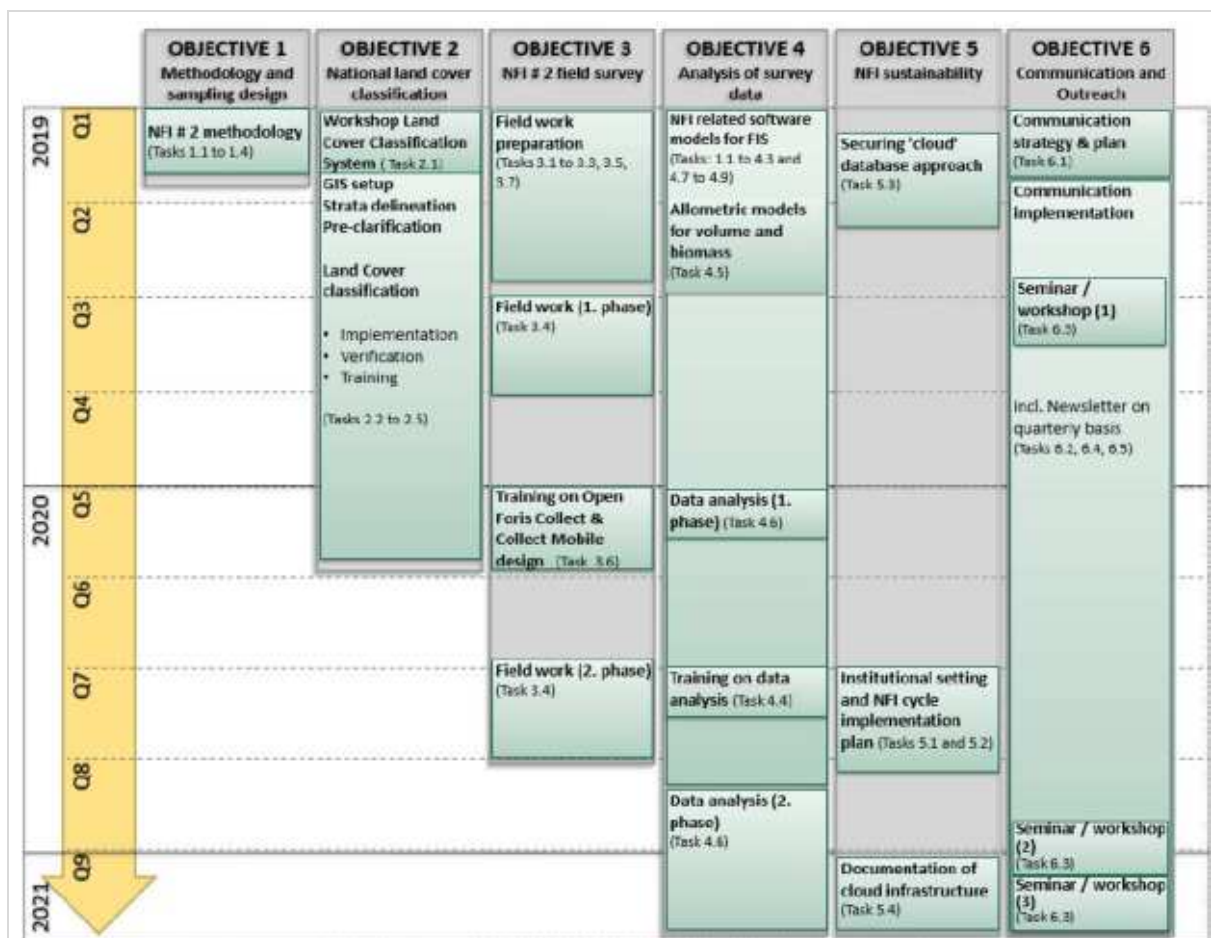 OBJECTIVE 1
Methodology and
sampling design
OBJECTIVE 2
National land cover
classification
OBJECTIVE 3
NFI # 2 field survey
OBJECTIVE 4
Analysis of survey
data
OBJECTIVE 5
NFI sustainability
OBJECTIVE 6
Communication and
Outreach
2019
2020
2021
Q1
Q2
Q3
Q4
Q5
Q6
Q7
Q8
Q9
NFI # 2 methodology
(Tasks 1.1 to 1.4)
Workshop Land
Cover Classification
System ( Task 2.1)
GIS setup
Strata delineation
Pre-clarification
Land Cover
classification
• Implementation
• Verification
• Training
(Tasks 2.2 to 2.5)
Field work
preparation
(Tasks 3.1 to 3.3, 3.5,
3.7)
Field work (1. phase)
(Task 3.4)
Training on Open
Foris Collect &
Collect Mobile
design (Task 3.6)
Field work (2. phase)
(Task 3.4)
NFI related software
models for FIS
(Tasks: 1.1 to 4.3 and
4.7 to 4.9)
Allometric models
for volume and
biomass
(Task 4.5)
Data analysis (1.
phase) (Task 4.6)
Training on data
analysis (Task 4.4)
Data analysis (2.
phase)
(Task 4.6)
Securing 'cloud'
database approach
(Task 5.3)
Institutional setting
and NFI cycle
implementation
plan (Tasks 5.1 and 5.2)
Documentation of
cloud infrastructure
(Task 5.4)
Communication
strategy & plan
(Task 6.1)
Communication
implementation
Seminar /
workshop (1)
(Task 6.3)
incl. Newsletter on
quarterly basis
(Tasks 6.2, 6.4, 6.5)
Seminar / workshop
(2)
(Task 6.3)
Seminar / workshop
(3)
(Task 6.3)